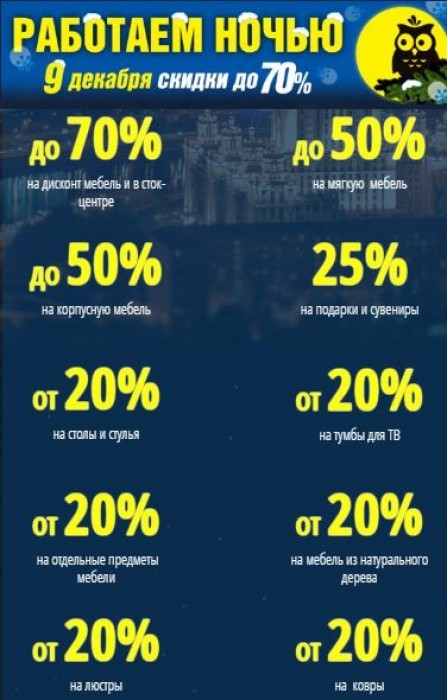 РАБОТАЕМ НОЧЬЮ
9 декабря скидки до 70%
до 70%
на дисконт мебель и в сток-
центре
до 50%
на мягкую мебель
до 50%
на корпусную мебель
25%
на подарки и сувениры
от 20%
на столы и стулья
от 20%
на тумбы для ТВ
от 20%
на отдельные предметы
мебели
от 20%
на мебель из натурального
дерева
от 20%
на люстры
от 20%
на ковры